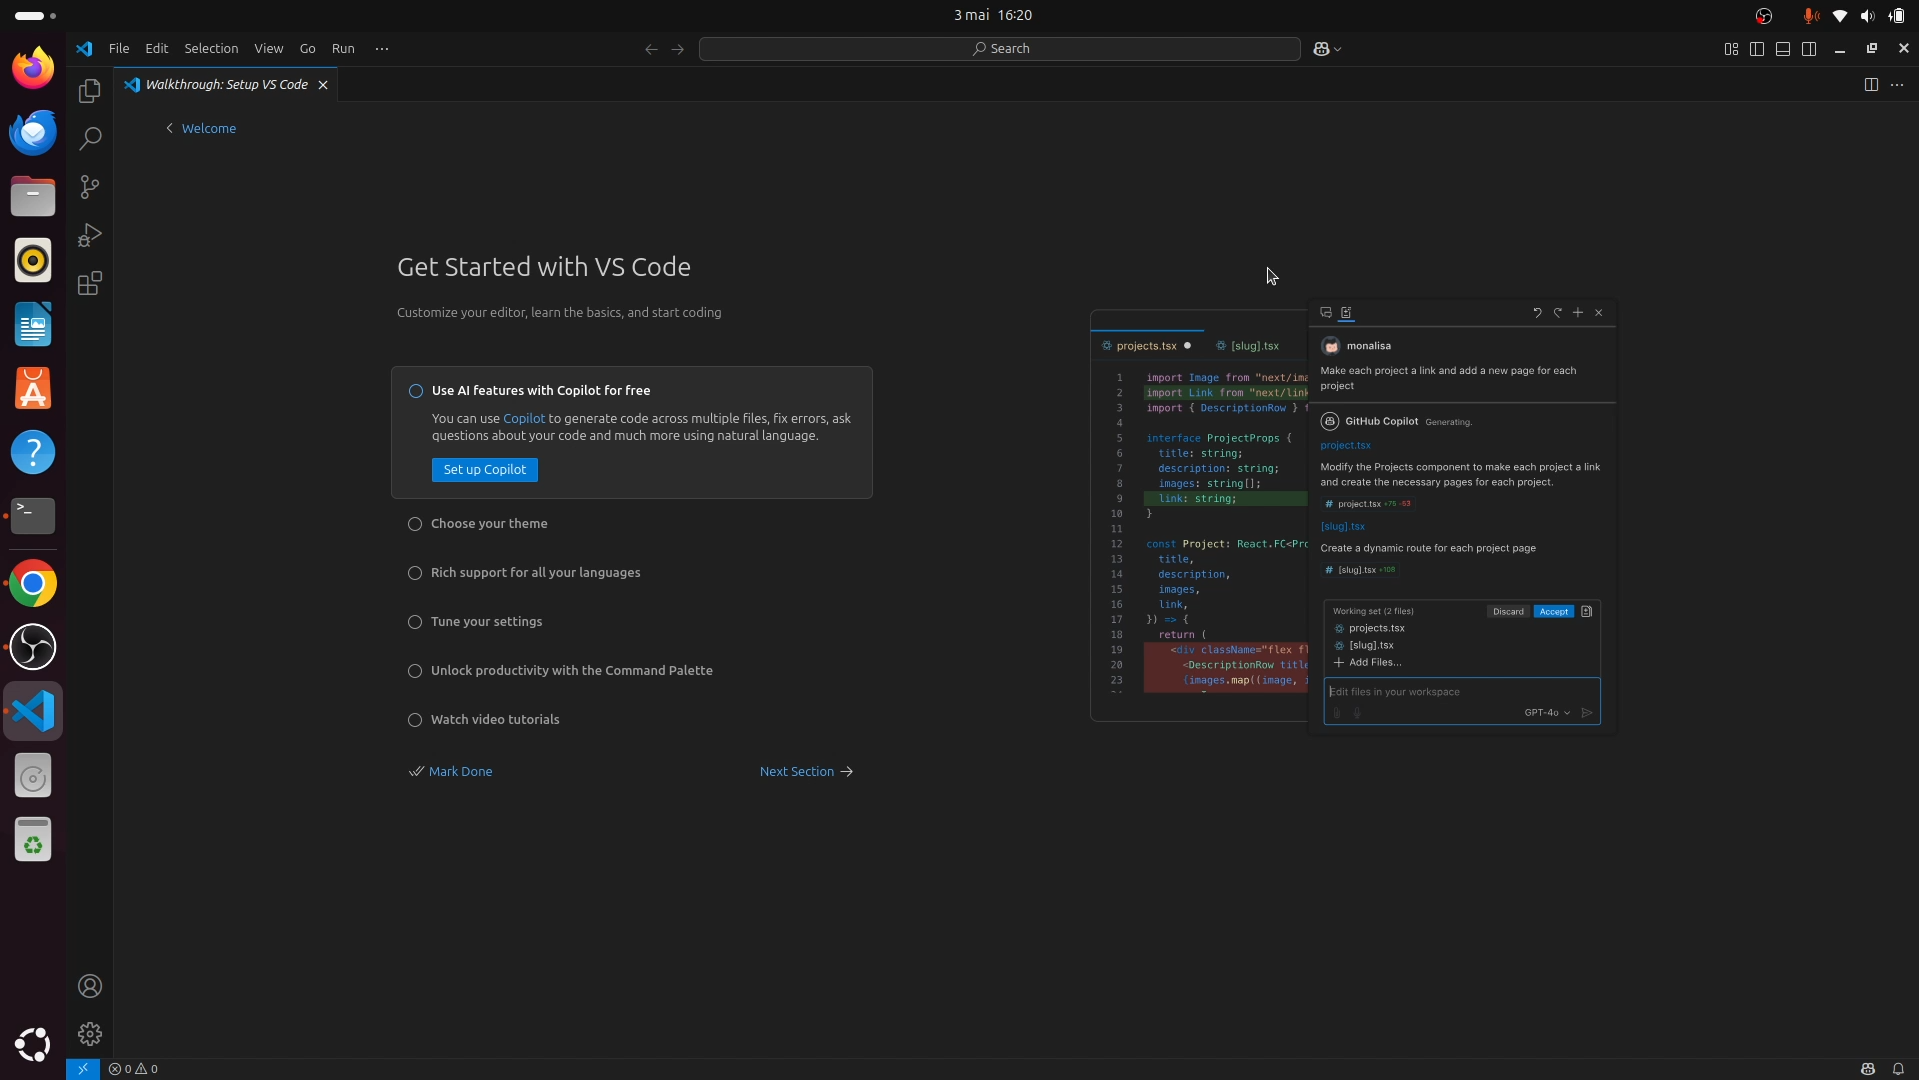 3 mai 16:20
File Edit Selection View Go Run ···
Search
Walkthrough: Setup VS Code
Welcome
Get Started with VS Code
Customize your editor, learn the basics, and start coding
Use AI features with Copilot for free
You can use Copilot to generate code across multiple files, fix errors, ask
questions about your code and much more using natural language.
Set up Copilot
Choose your theme
Rich support for all your languages
Tune your settings
Unlock productivity with the Command Palette
Watch video tutorials
Mark Done
Next Section
projects.tsx
[slug].tsx
1 import Image from "next/ima
2 import Link from "next/link
3 import { DescriptionRow } f
4
5 interface ProjectProps {
6 title: string;
7 description: string;
8 images: string[];
9 link: string;
10 }
11
12 const Project: React.FC<Pro
13 title,
14 description,
15 images,
16 link,
17 }) => {
18 return (
19 <div className="flex fl
20 <DescriptionRow title
23 {images.map((image, i
monalisa
Make each project a link and add a new page for each
project
GitHub Copilot Generating.
project.tsx
Modify the Projects component to make each project a link
and create the necessary pages for each project.
# project.tsx +75 -53
[slug].tsx
Create a dynamic route for each project page
# [slug].tsx +108
Working set (2 files)
Discard
Accept
projects.tsx
[slug].tsx
+ Add Files...
Edit files in your workspace
GPT-4o
0 0